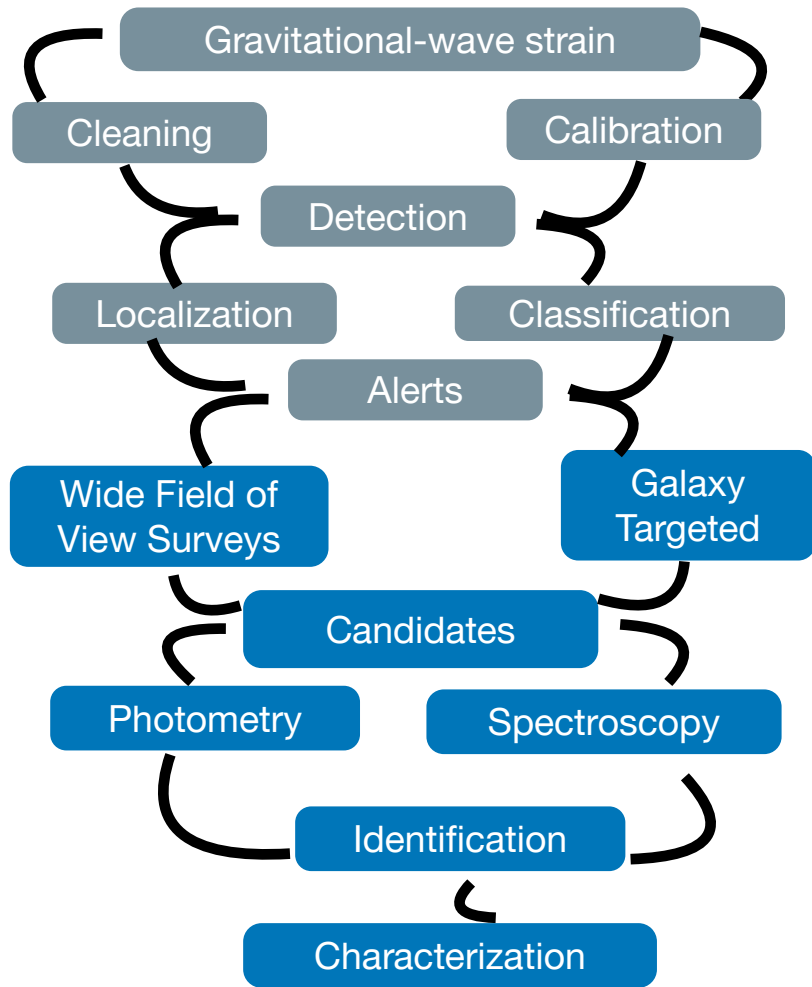 Gravitational-wave strain
Cleaning
Calibration
Detection
Localization
Classification
Alerts
Wide Field of
View Surveys
Galaxy
Targeted
Candidates
Photometry
Spectroscopy
Identification
Characterization